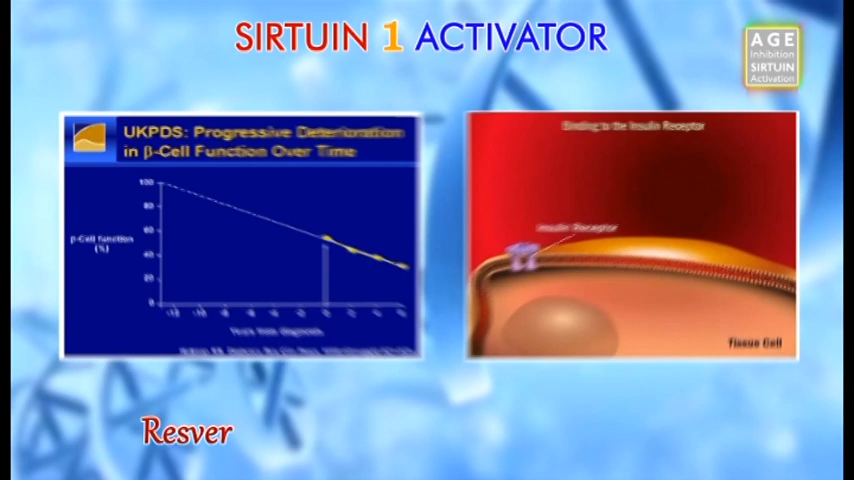 SIRTUIN 1 ACTIVATOR
AGE
Inhibition
SIRTUIN
Activation
UKPDS: Progressive Deterioration
in β-Cell Function Over Time
100
80
60
40
20
0
β-Cell function
(%)
Years from diagnosis
Binding to the Insulin Receptor
Insulin Receptor
Tissue Cell
Resver